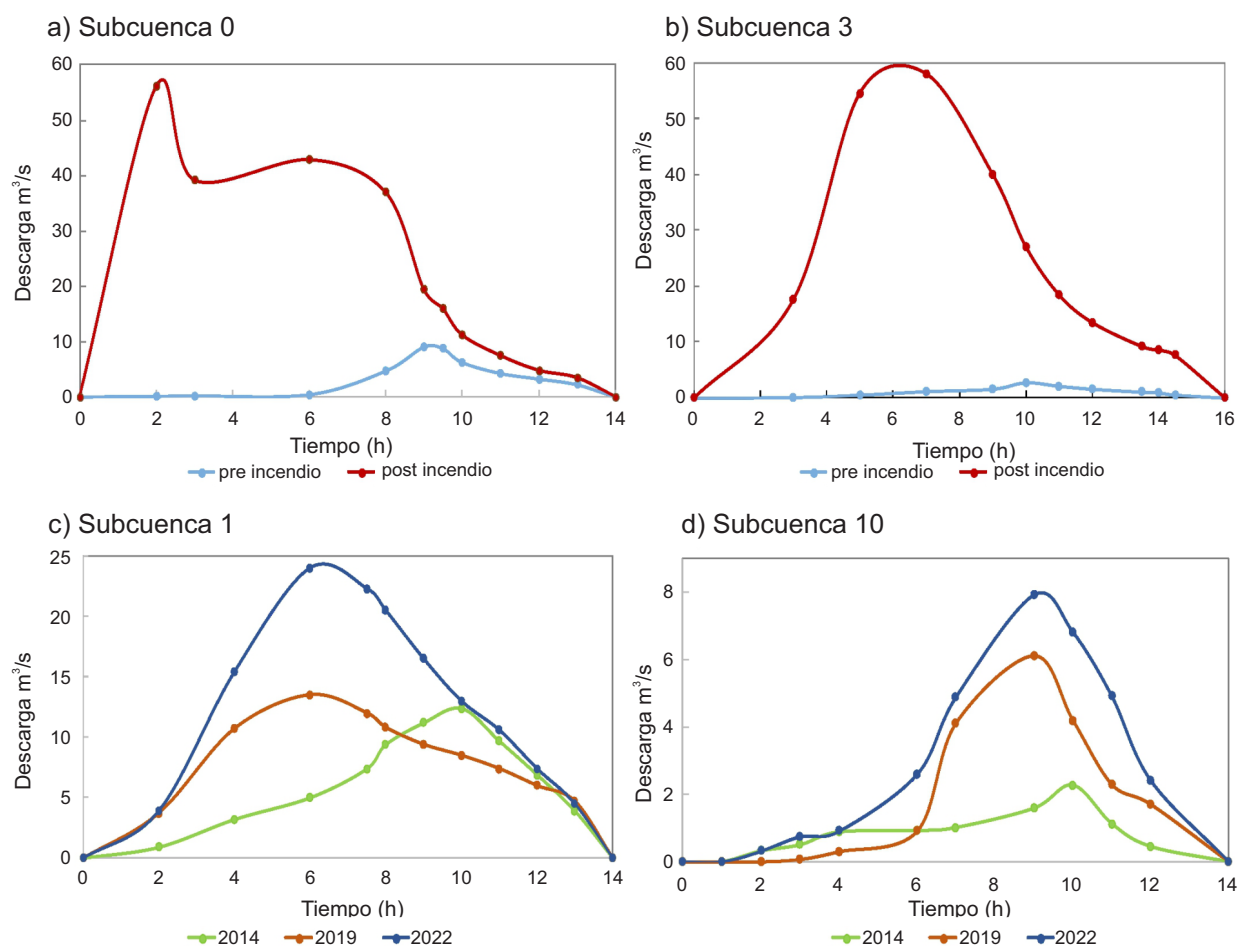 a) Subcuenca 0
60
50
40
30
20
10
0
Descarga m³/s
0 2 4 6 8 10 12 14
Tiempo (h)
pre incendio post incendio
b) Subcuenca 3
60
50
40
30
20
10
0
Descarga m³/s
0 2 4 6 8 10 12 14 16
Tiempo (h)
pre incendio post incendio
c) Subcuenca 1
25
20
15
10
5
0
Descarga m³/s
0 2 4 6 8 10 12 14
Tiempo (h)
2014 2019 2022
d) Subcuenca 10
8
6
4
2
0
Descarga m³/s
0 2 4 6 8 10 12 14
Tiempo (h)
2014 2019 2022